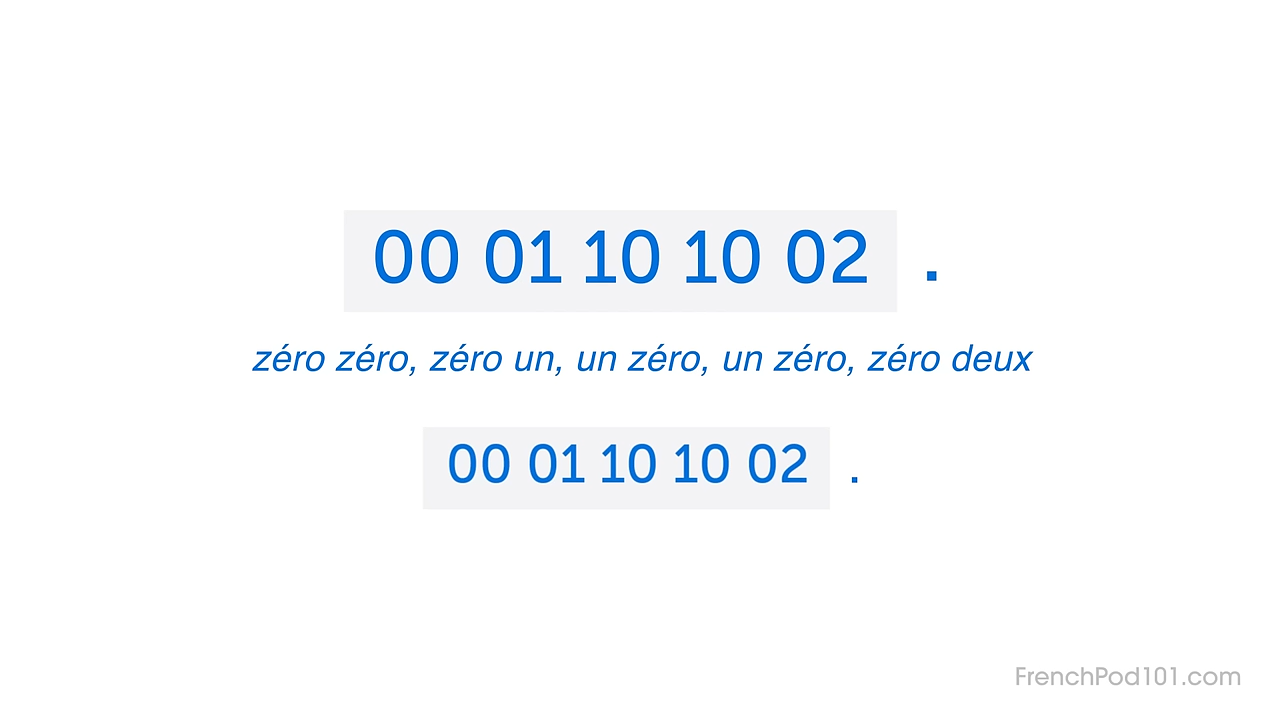 00 01 10 10 02 .
zéro zéro, zéro un, un zéro, un zéro, zéro deux
00 01 10 10 02 .
FrenchPod101.com